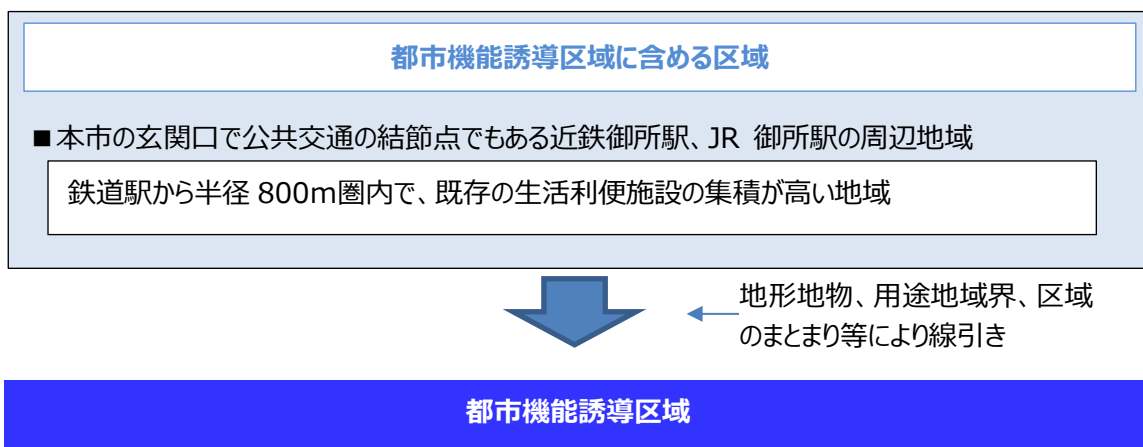 都市機能誘導区域に含める区域
■本市の玄関口で公共交通の結節点でもある近鉄御所駅、JR 御所駅の周辺地域
鉄道駅から半径 800m圏内で、既存の生活利便施設の集積が高い地域
地形地物、用途地域界、区域
のまとまり等により線引き
都市機能誘導区域